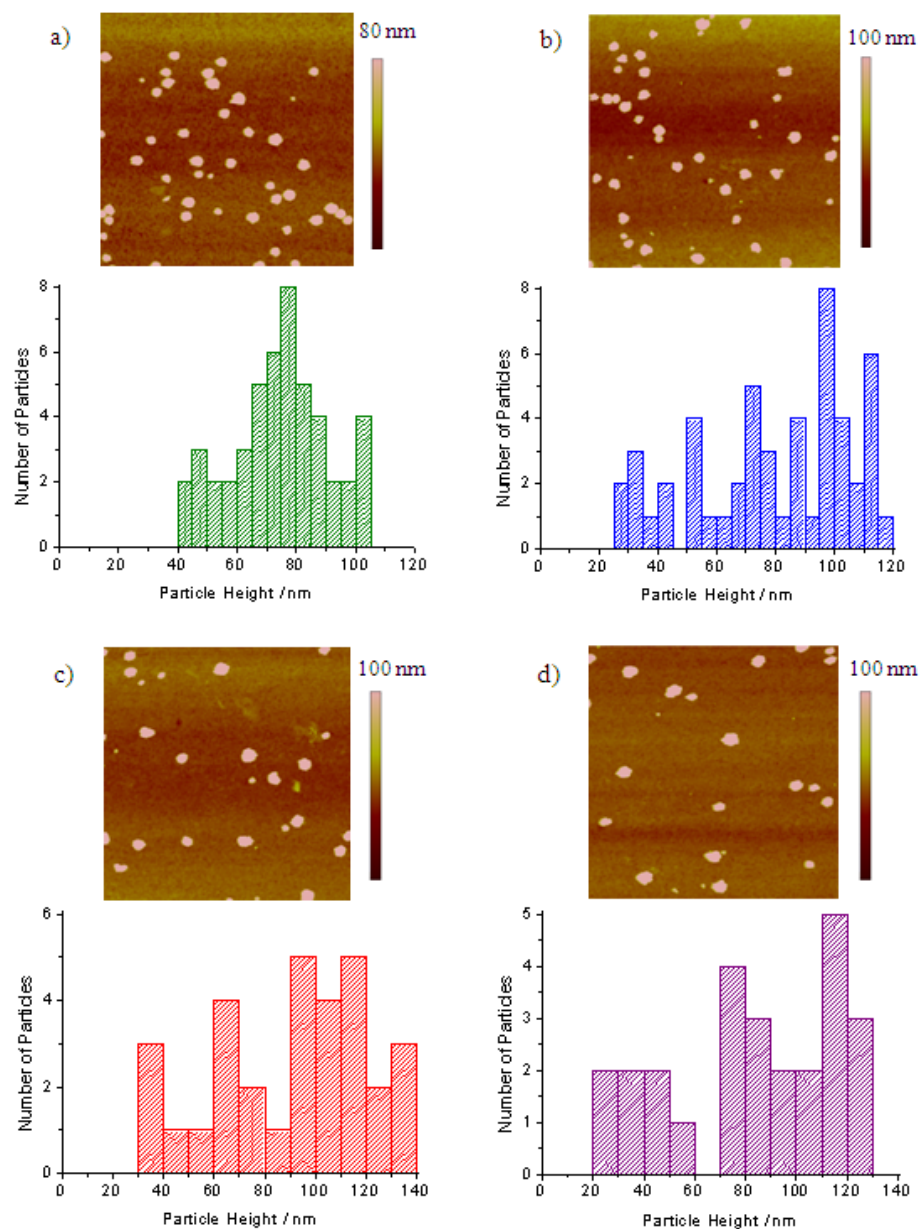 a)
80 nm
8
6
4
2
0
Number of Particles
0 20 40 60 80 100 120
Particle Height / nm
b)
100 nm
8
6
4
2
0
Number of Particles
0 20 40 60 80 100 120
Particle Height / nm
c)
100 nm
6
4
2
0
Number of Particles
0 20 40 60 80 100 120 140
Particle Height / nm
d)
100 nm
5
4
3
2
1
0
Number of Particles
0 20 40 60 80 100 120 140
Particle Height / nm